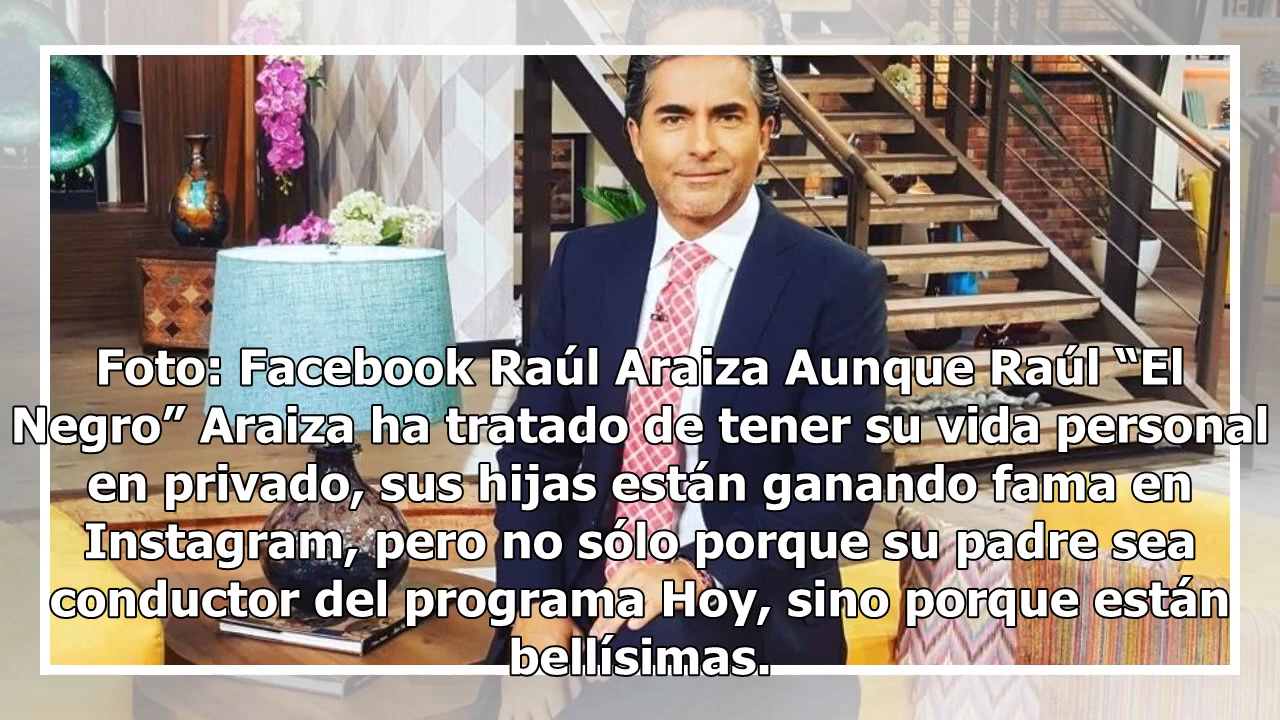 Foto: Facebook Raúl Araiza Aunque Raúl “El
Negro” Araiza ha tratado de tener su vida personal
en privado, sus hijas están ganando fama en
Instagram, pero no sólo porque su padre sea
conductor del programa Hoy, sino porque están
bellísimas.